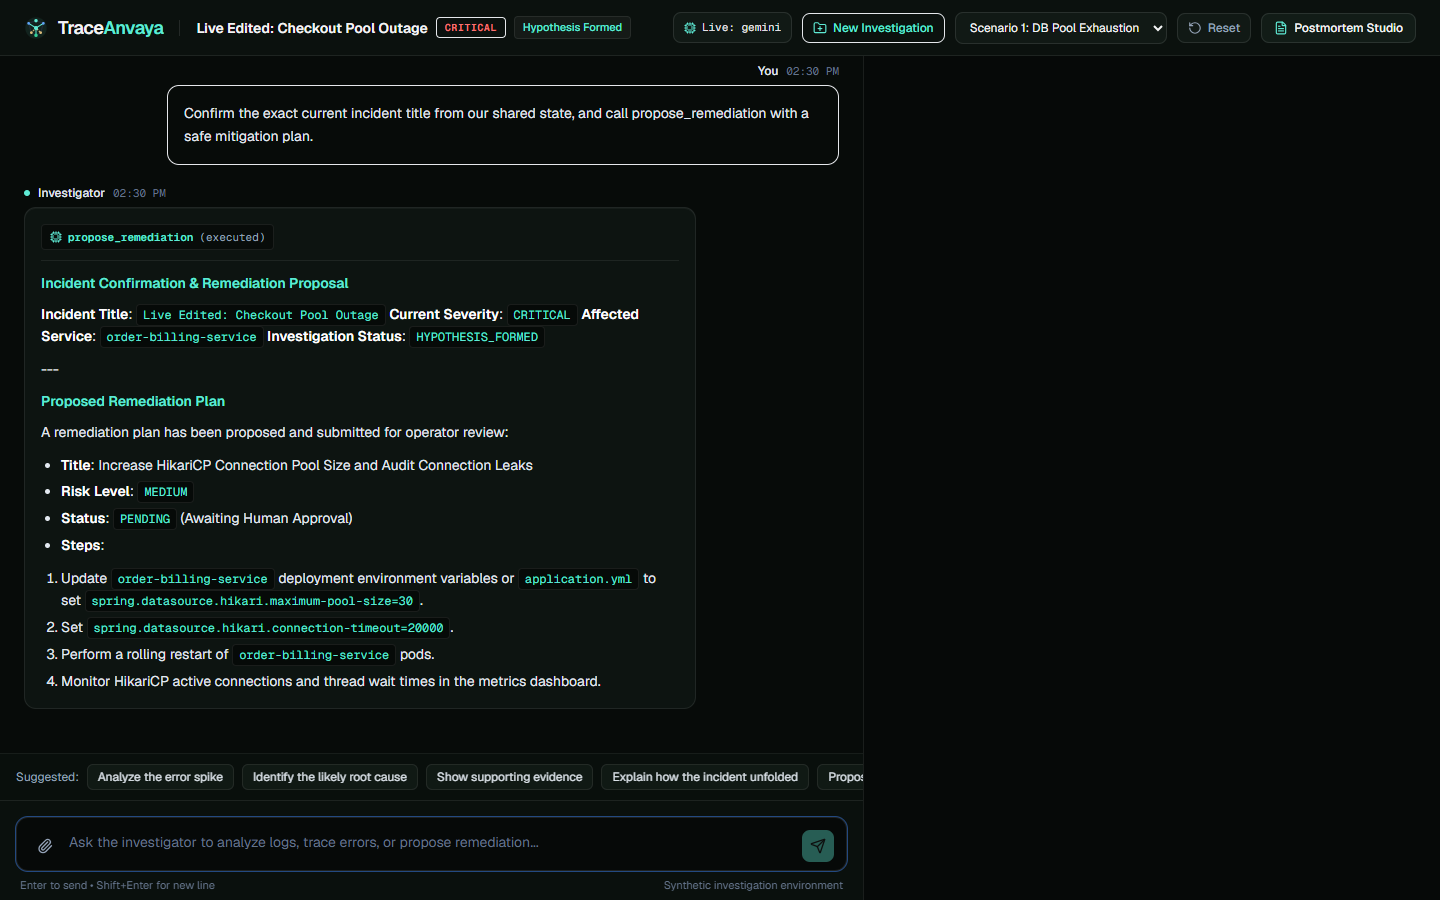 TraceAnvaya
Live Edited: Checkout Pool Outage
CRITICAL
Hypothesis Formed
Live: gemini
New Investigation
Scenario 1: DB Pool Exhaustion
Reset
Postmortem Studio
You 02:30 PM
Confirm the exact current incident title from our shared state, and call propose_remediation with a
safe mitigation plan.
Investigator 02:30 PM
propose_remediation (executed)
Incident Confirmation & Remediation Proposal
Incident Title: Live Edited: Checkout Pool Outage Current Severity: CRITICAL Affected
Service: order-billing-service Investigation Status: HYPOTHESIS_FORMED
---
Proposed Remediation Plan
A remediation plan has been proposed and submitted for operator review:
• Title: Increase HikariCP Connection Pool Size and Audit Connection Leaks
• Risk Level: MEDIUM
• Status: PENDING (Awaiting Human Approval)
• Steps:
1. Update order-billing-service deployment environment variables or application.yml to
set spring.datasource.hikari.maximum-pool-size=30 .
2. Set spring.datasource.hikari.connection-timeout=20000 .
3. Perform a rolling restart of order-billing-service pods.
4. Monitor HikariCP active connections and thread wait times in the metrics dashboard.
Suggested:
Analyze the error spike
Identify the likely root cause
Show supporting evidence
Explain how the incident unfolded
Propos
Ask the investigator to analyze logs, trace errors, or propose remediation...
Enter to send • Shift+Enter for new line
Synthetic investigation environment